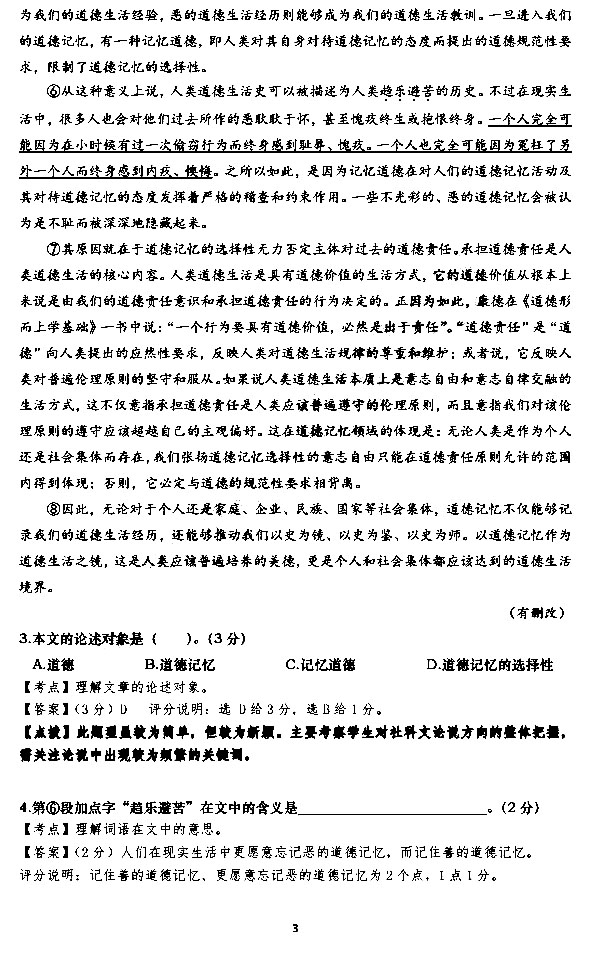 为我们的道德生活经验，恶的道德生活经历则能够成为我们的道德生活教训。一旦进入我们
的道德记忆，有一种记忆道德，即人类对其自身对待道德记忆的态度而提出的道德规范性要
求，限制了道德记忆的选择性。
⑥从这种意义上说，人类道德生活史可以被描述为人类趋乐避苦的历史。不过在现实生
活中，很多人也会对他们过去所作的恶耿耿于怀，甚至愧疚终生或抱恨终身。一个人完全可
能因为在小时候有过一次偷窃行为而终身感到耻辱、愧疚。一个人也完全可能因为冤枉了另
外一个人而终身感到内疚、懊悔。之所以如此，是因为记忆道德在对人们的道德记忆活动及
其对待道德记忆的态度发挥着严格的稽查和约束作用。一些不光彩的、恶的道德记忆会被认
为是不耻而被深深地隐藏起来。
⑦其原因就在于道德记忆的选择性无力否定主体对过去的道德责任。承担道德责任是人
类道德生活的核心内容。人类道德生活是具有道德价值的生活方式，它的道德价值从根本上
来说是由我们的道德责任意识和承担道德责任的行为决定的。正因为如此，康德在《道德形
而上学基础》一书中说：“一个行为要具有道德价值，必然是出于责任”。“道德责任”是“道
德”向人类提出的应然性要求，反映人类对道德生活规律的尊重和维护；或者说，它反映人
类对普遍伦理原则的坚守和服从。如果说人类道德生活本质上是意志自由和意志自律交融的
生活方式，这不仅意指承担道德责任是人类应该普遍遵守的伦理原则，而且意指我们对该伦
理原则的遵守应该超越自己的主观偏好。这在道德记忆领域的体现是：无论人类是作为个人
还是社会集体而存在，我们张扬道德记忆选择性的意志自由只能在道德责任原则允许的范围
内得到体现；否则，它必定与道德的规范性要求相背离。
⑧因此，无论对于个人还是家庭、企业、民族、国家等社会集体，道德记忆不仅能够记
录我们的道德生活经历，还能够推动我们以史为镜、以史为鉴、以史为师。以道德记忆作为
道德生活之镜，这是人类应该普遍培养的美德，更是个人和社会集体都应该达到的道德生活
境界。
（有删改）
3.本文的论述对象是（　　）。（3 分）
A.道德 B.道德记忆 C.记忆道德 D.道德记忆的选择性
【考点】理解文章的论述对象。
【答案】（3 分）D 评分说明：选 D 给 3 分，选 B 给 1 分。
【点拨】此题题量较为简单，但较为新颖。主要考察学生对社科文论说方向的整体把握，
需关注论说中出现较为频繁的关键词。
4.第⑥段加点字“趋乐避苦”在文中的含义是____________________。（2 分）
【考点】理解词语在文中的意思。
【答案】（2 分）人们在现实生活中更愿意忘记恶的道德记忆，而记住善的道德记忆。
评分说明：记住善的道德记忆、更愿意忘记恶的道德记忆为 2 个点，1 点 1 分。
3